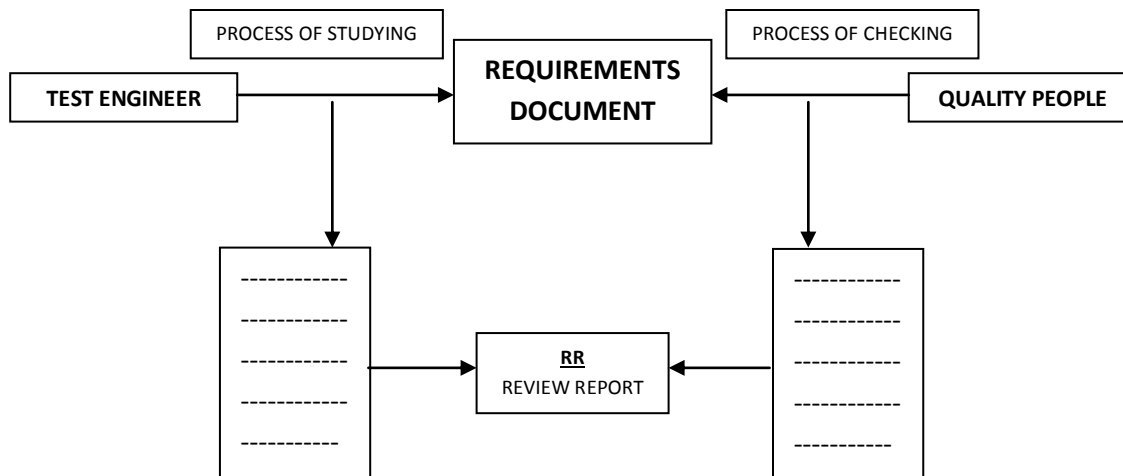 PROCESS OF STUDYING
PROCESS OF CHECKING
REQUIREMENTS
DOCUMENT
TEST ENGINEER
QUALITY PEOPLE
RR
REVIEW REPORT